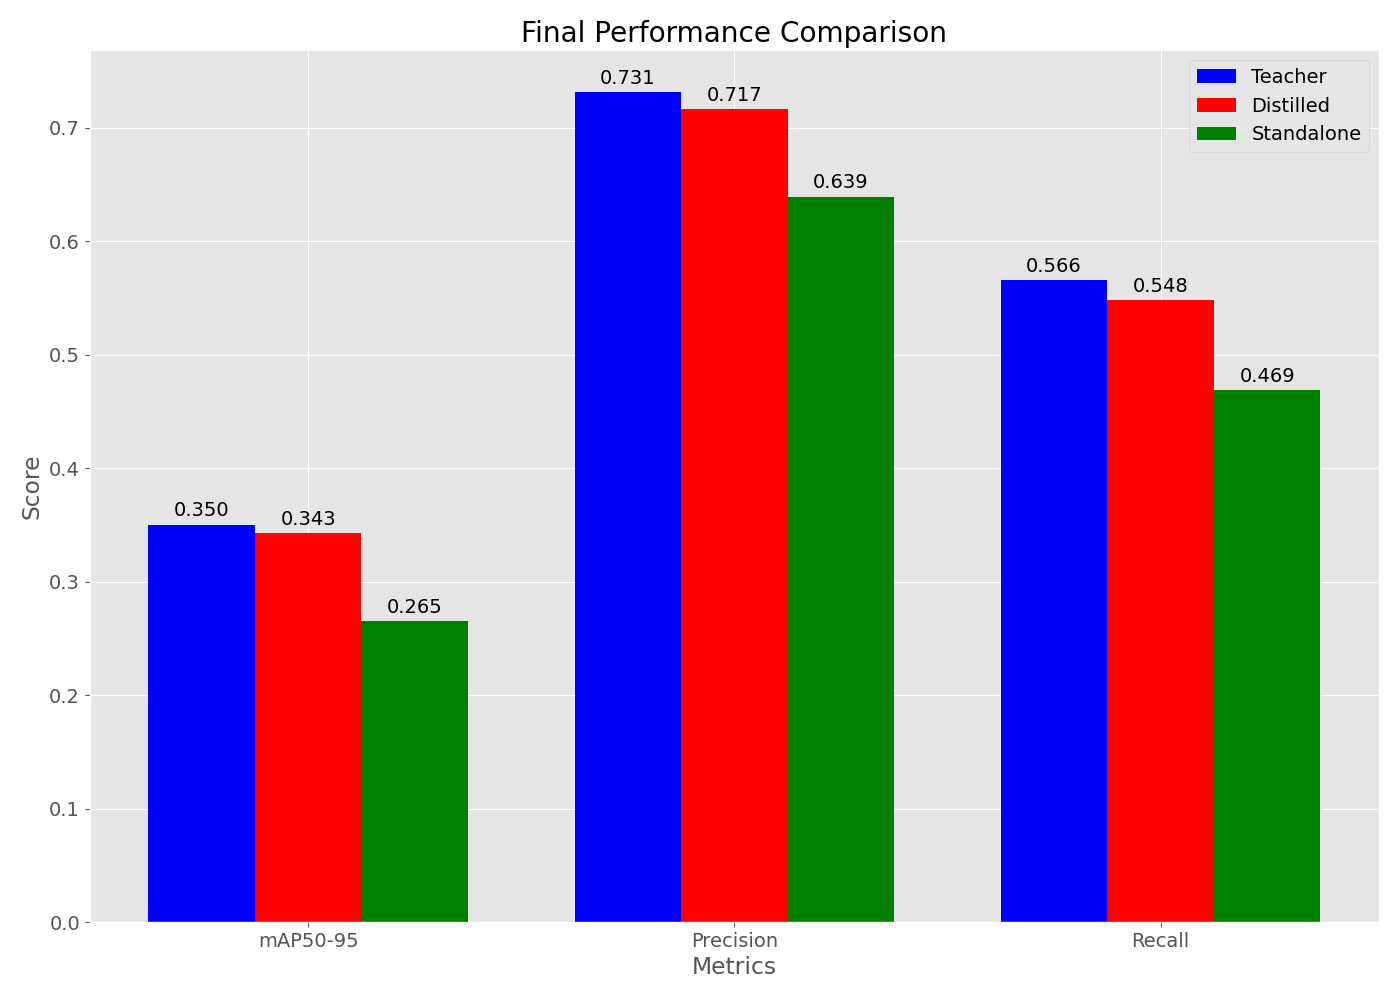 Final Performance Comparison
Teacher
Distilled
Standalone
0.731
0.717
0.639
0.566
0.548
0.469
0.350
0.343
0.265
0.7
0.6
0.5
0.4
0.3
0.2
0.1
0.0
Score
mAP50-95
Precision
Recall
Metrics